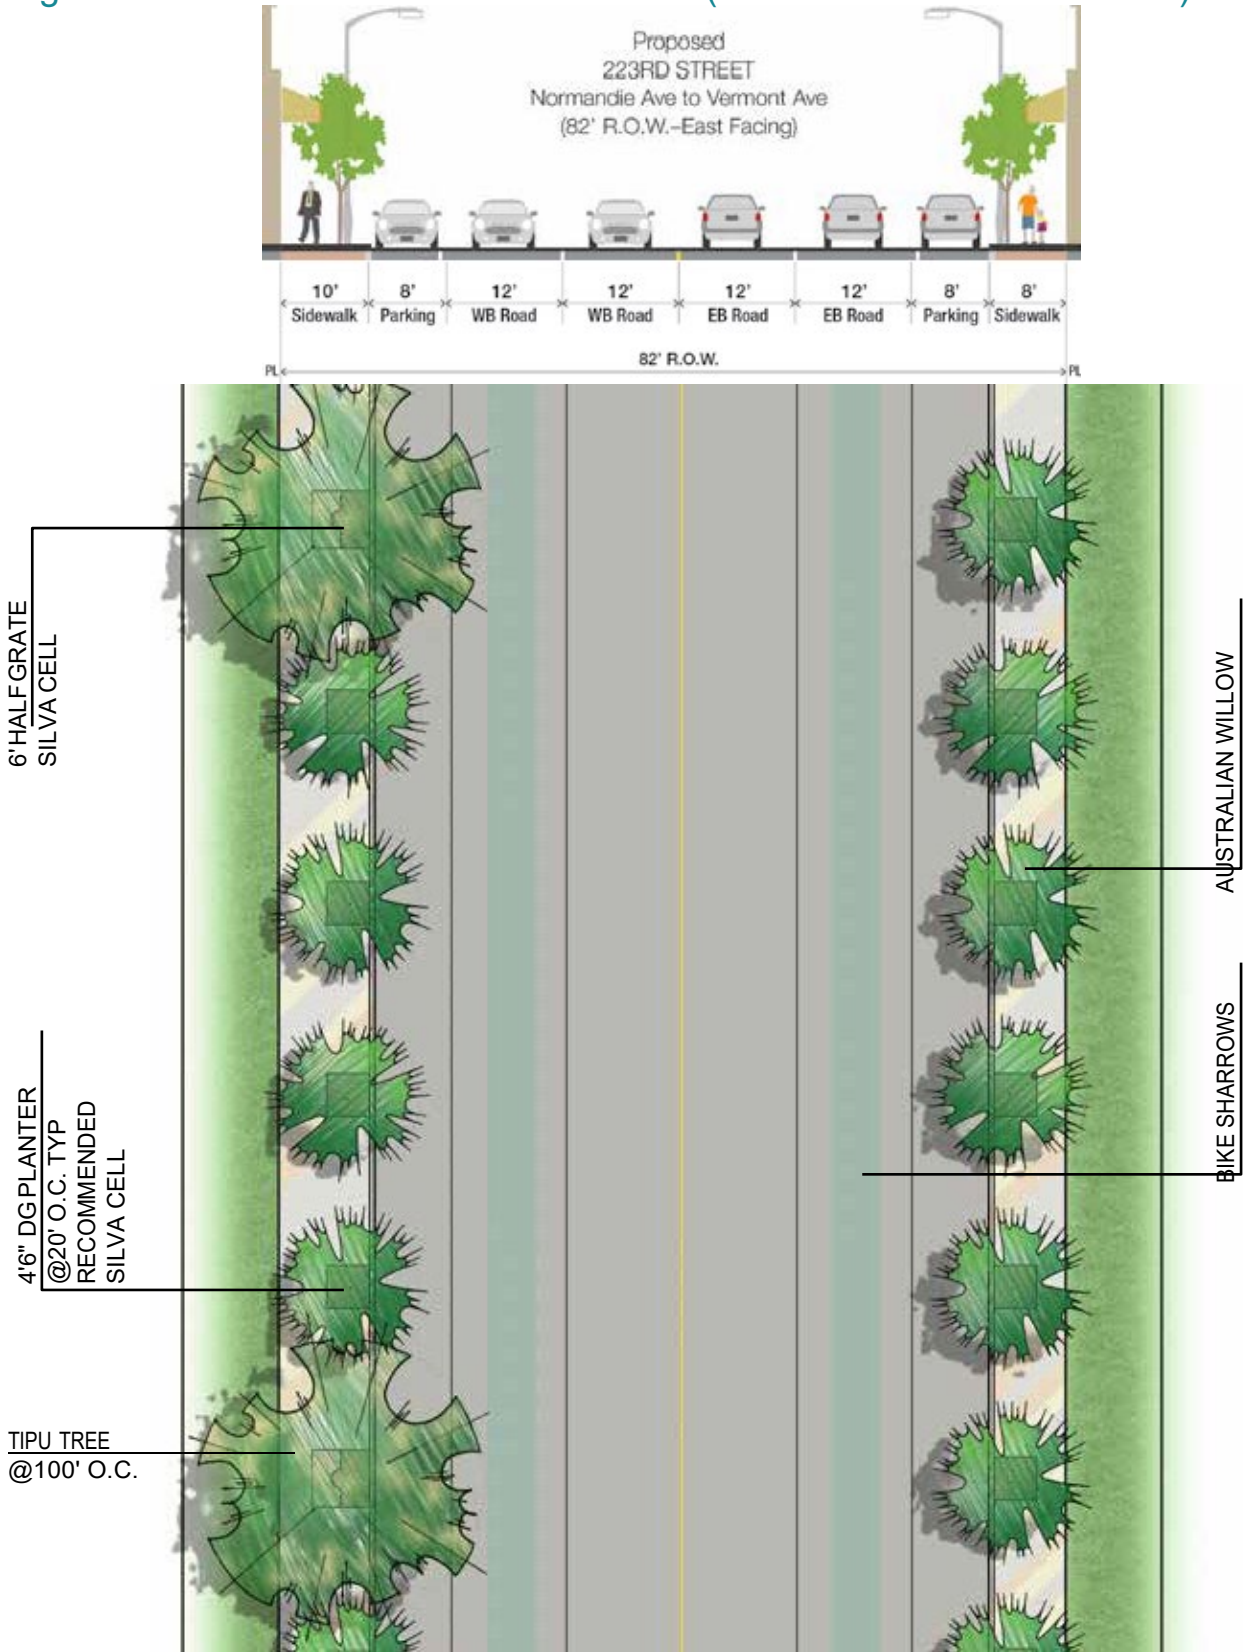 Proposed
223RD STREET
Normandie Ave to Vermont Ave
(82' R.O.W.-East Facing)
10' 8' 12' 12' 12' 12' 8' 8'
Sidewalk Parking WB Road WB Road EB Road EB Road Parking Sidewalk
82' R.O.W.
PL PL
6' HALF GRATE
SILVA CELL
AUSTRALIAN WILLOW
4'6" DG PLANTER
@20' O.C. TYP
RECOMMENDED
SILVA CELL
BIKE SHARROWS
TIPU TREE
@100' O.C.